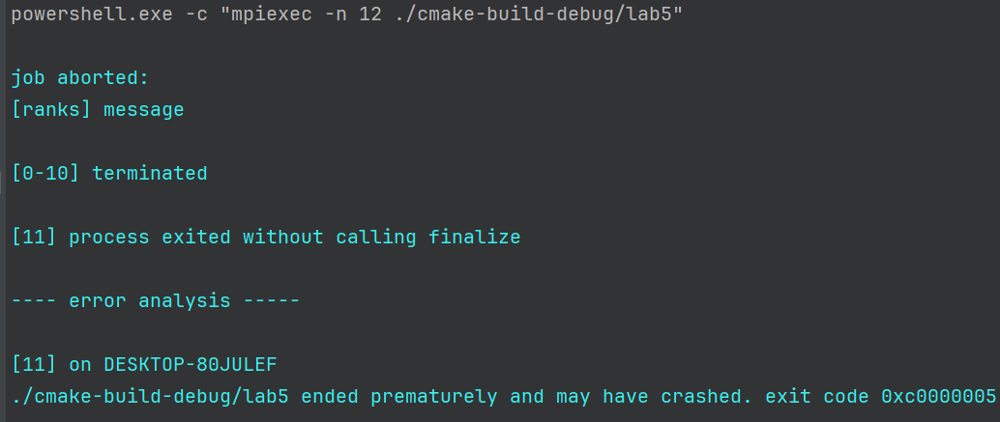 powershell.exe -c "mpiexec -n 12 ./cmake-build-debug/lab5"
job aborted:
[ranks] message
[0-10] terminated
[11] process exited without calling finalize
---- error analysis -----
[11] on DESKTOP-80JULEF
./cmake-build-debug/lab5 ended prematurely and may have crashed. exit code 0xc0000005